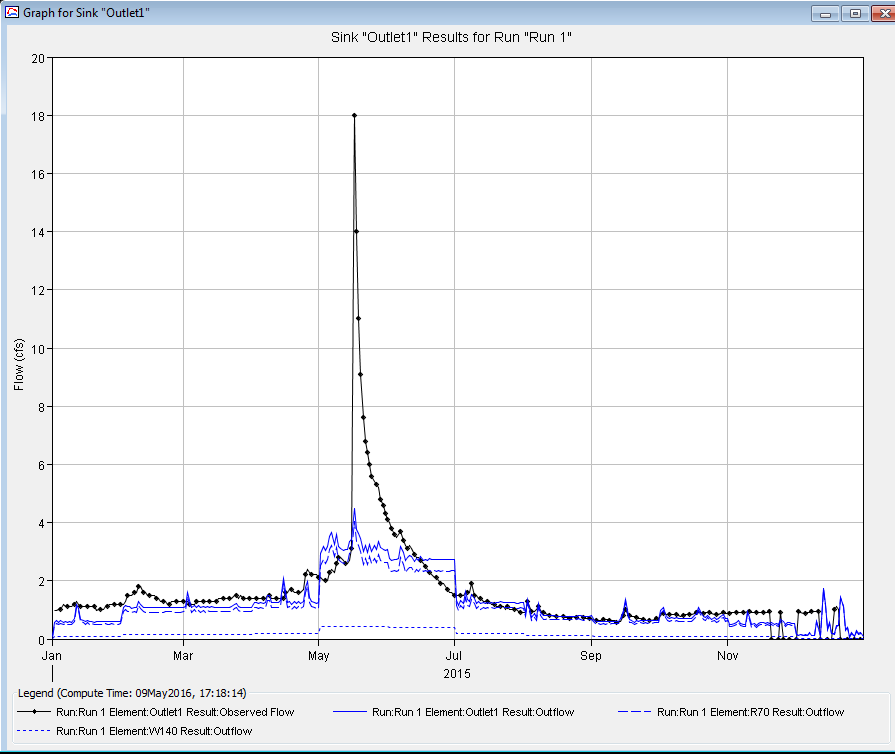 Graph for Sink "Outlet1"
Sink "Outlet1" Results for Run "Run 1"
20
18
16
14
12
10
8
6
4
2
0
Flow (cfs)
Jan Mar May Jul Sep Nov
2015
Legend (Compute Time: 09May2016, 17:18:14)
Run:Run 1 Element:Outlet1 Result:Observed Flow Run:Run 1 Element:Outlet1 Result:Outflow Run:Run 1 Element:R70 Result:Outflow
Run:Run 1 Element:W140 Result:Outflow